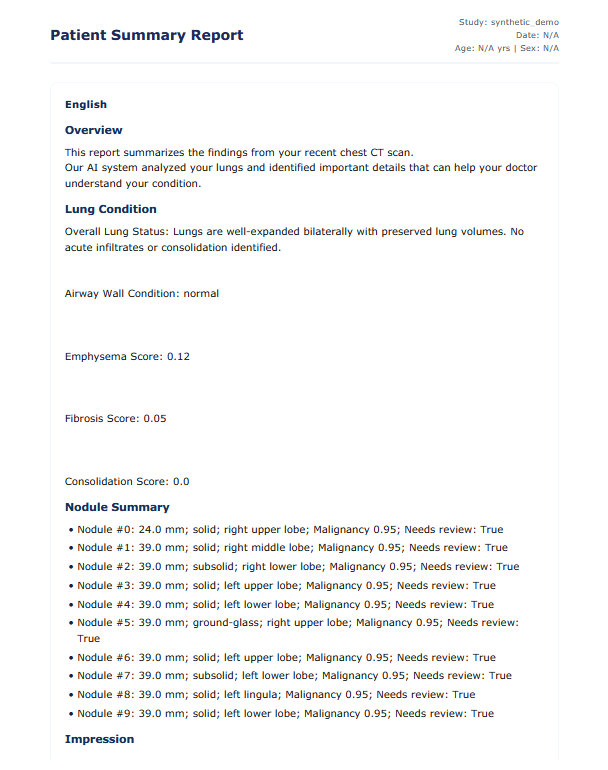 Patient Summary Report
Study: synthetic_demo
Date: N/A
Age: N/A yrs | Sex: N/A
English
Overview
This report summarizes the findings from your recent chest CT scan.
Our AI system analyzed your lungs and identified important details that can help your doctor
understand your condition.
Lung Condition
Overall Lung Status: Lungs are well-expanded bilaterally with preserved lung volumes. No
acute infiltrates or consolidation identified.
Airway Wall Condition: normal
Emphysema Score: 0.12
Fibrosis Score: 0.05
Consolidation Score: 0.0
Nodule Summary
• Nodule #0: 24.0 mm; solid; right upper lobe; Malignancy 0.95; Needs review: True
• Nodule #1: 39.0 mm; solid; right middle lobe; Malignancy 0.95; Needs review: True
• Nodule #2: 39.0 mm; subsolid; right lower lobe; Malignancy 0.95; Needs review: True
• Nodule #3: 39.0 mm; solid; left upper lobe; Malignancy 0.95; Needs review: True
• Nodule #4: 39.0 mm; solid; left lower lobe; Malignancy 0.95; Needs review: True
• Nodule #5: 39.0 mm; ground-glass; right upper lobe; Malignancy 0.95; Needs review:
True
• Nodule #6: 39.0 mm; solid; left upper lobe; Malignancy 0.95; Needs review: True
• Nodule #7: 39.0 mm; subsolid; left lower lobe; Malignancy 0.95; Needs review: True
• Nodule #8: 39.0 mm; solid; left lingula; Malignancy 0.95; Needs review: True
• Nodule #9: 39.0 mm; solid; left lower lobe; Malignancy 0.95; Needs review: True
Impression